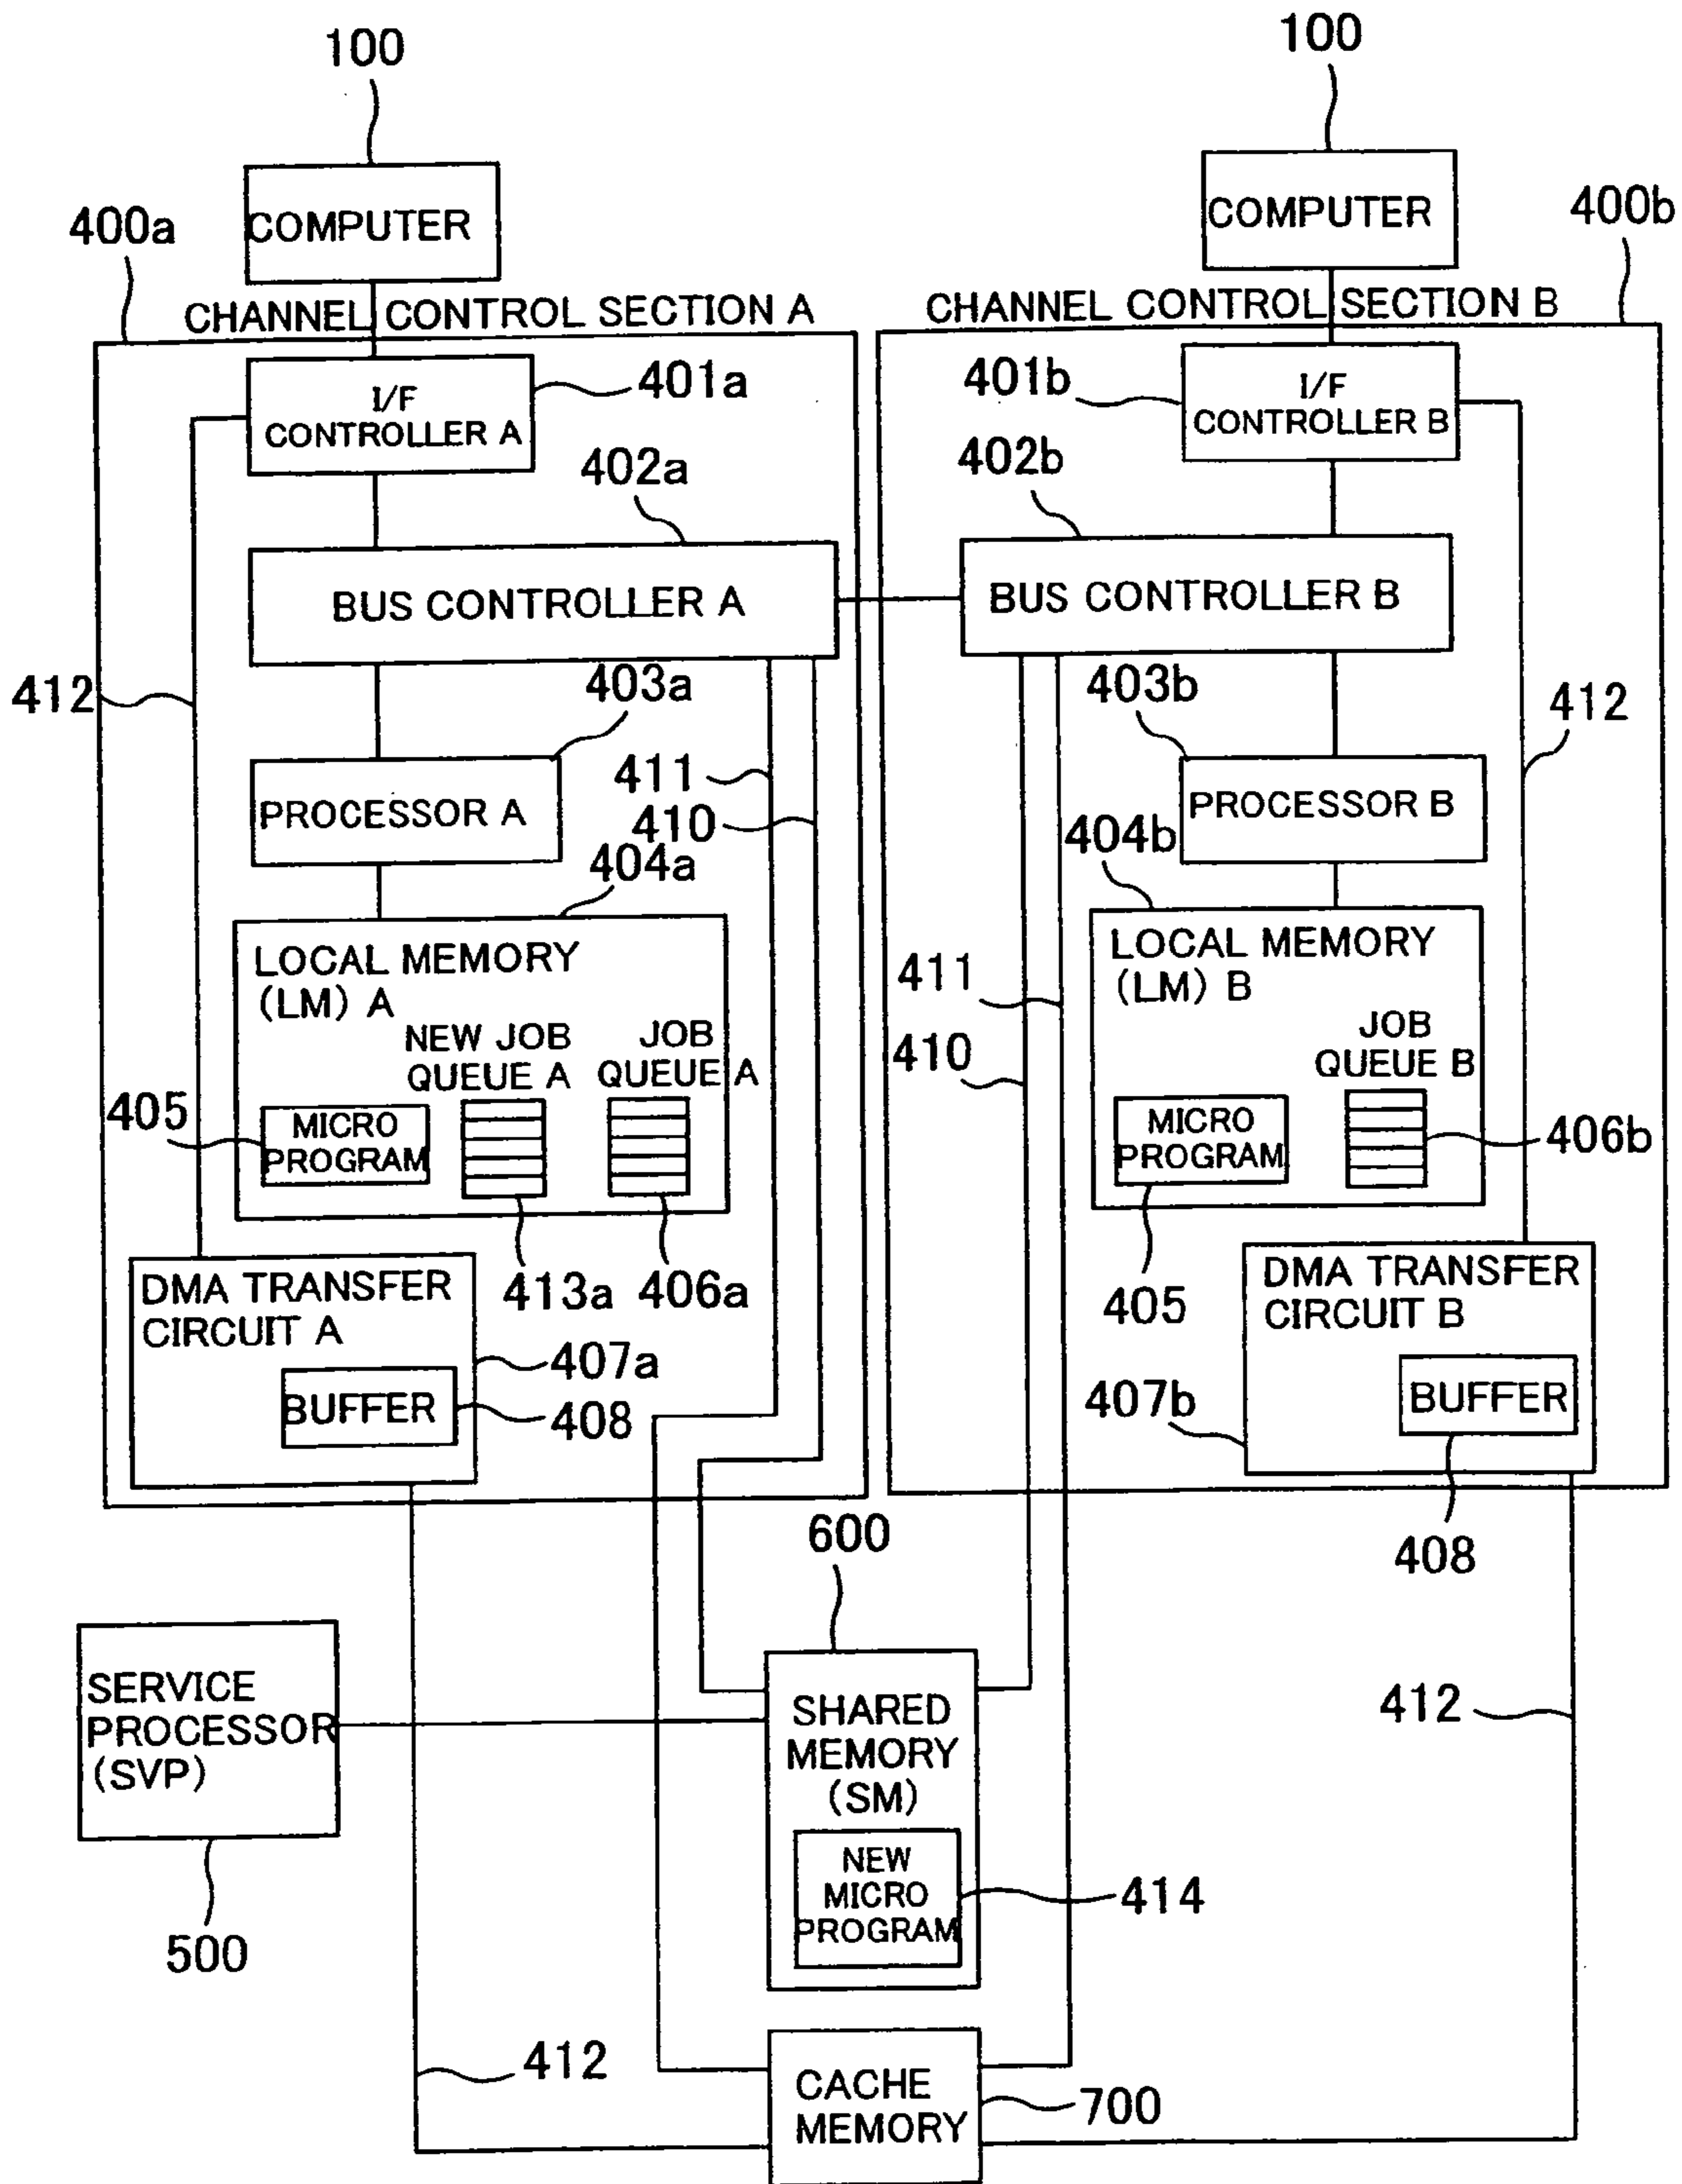 100
100
COMPUTER
COMPUTER
400a
400b
CHANNEL CONTROL SECTION A
CHANNEL CONTROL SECTION B
I/F
CONTROLLER A
401a
401b
I/F
CONTROLLER B
402a
402b
BUS CONTROLLER A
BUS CONTROLLER B
412
403a
403b
412
411
410
PROCESSOR A
PROCESSOR B
404a
404b
LOCAL MEMORY
(LM) A
LOCAL MEMORY
(LM) B
411
410
NEW JOB
QUEUE A
JOB
QUEUE A
JOB
QUEUE B
405
MICRO
PROGRAM
MICRO
PROGRAM
406b
413a
406a
405
DMA TRANSFER
CIRCUIT A
DMA TRANSFER
CIRCUIT B
407a
BUFFER
408
407b
BUFFER
600
408
SERVICE
PROCESSOR
(SVP)
SHARED
MEMORY
(SM)
412
NEW
MICRO
PROGRAM
414
500
412
CACHE
MEMORY
700